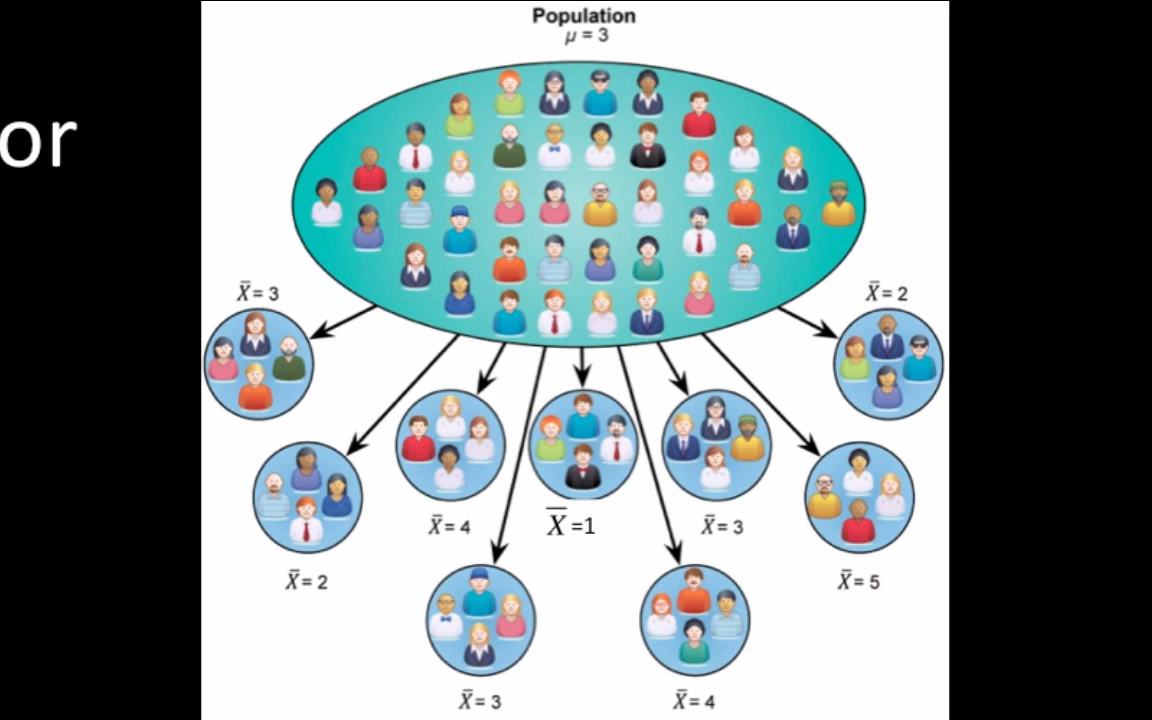 Population
μ = 3
or
X̄ = 3
X̄ = 2
X̄ = 4
X̄ =1
X̄ = 3
X̄ = 2
X̄ = 5
X̄ = 3
X̄ = 4